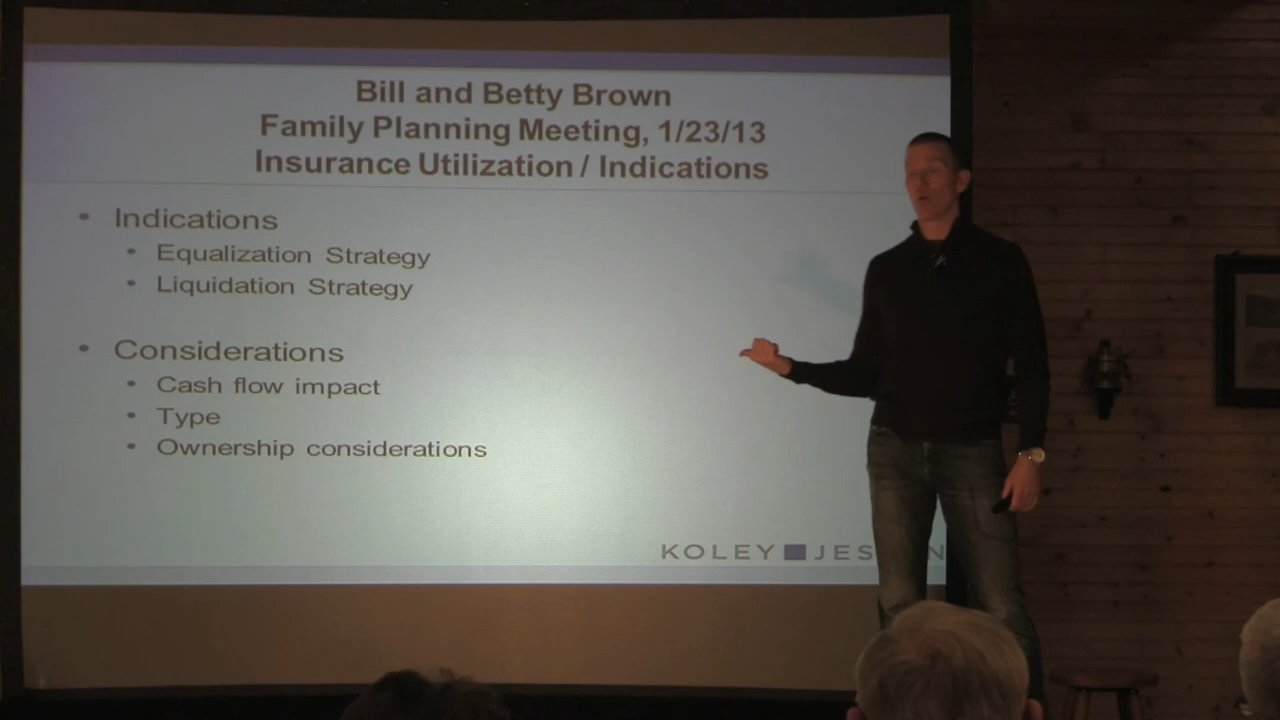 Bill and Betty Brown
Family Planning Meeting, 1/23/13
Insurance Utilization / Indications
• Indications
• Equalization Strategy
• Liquidation Strategy
• Considerations
• Cash flow impact
• Type
• Ownership considerations
KOLEY JES N